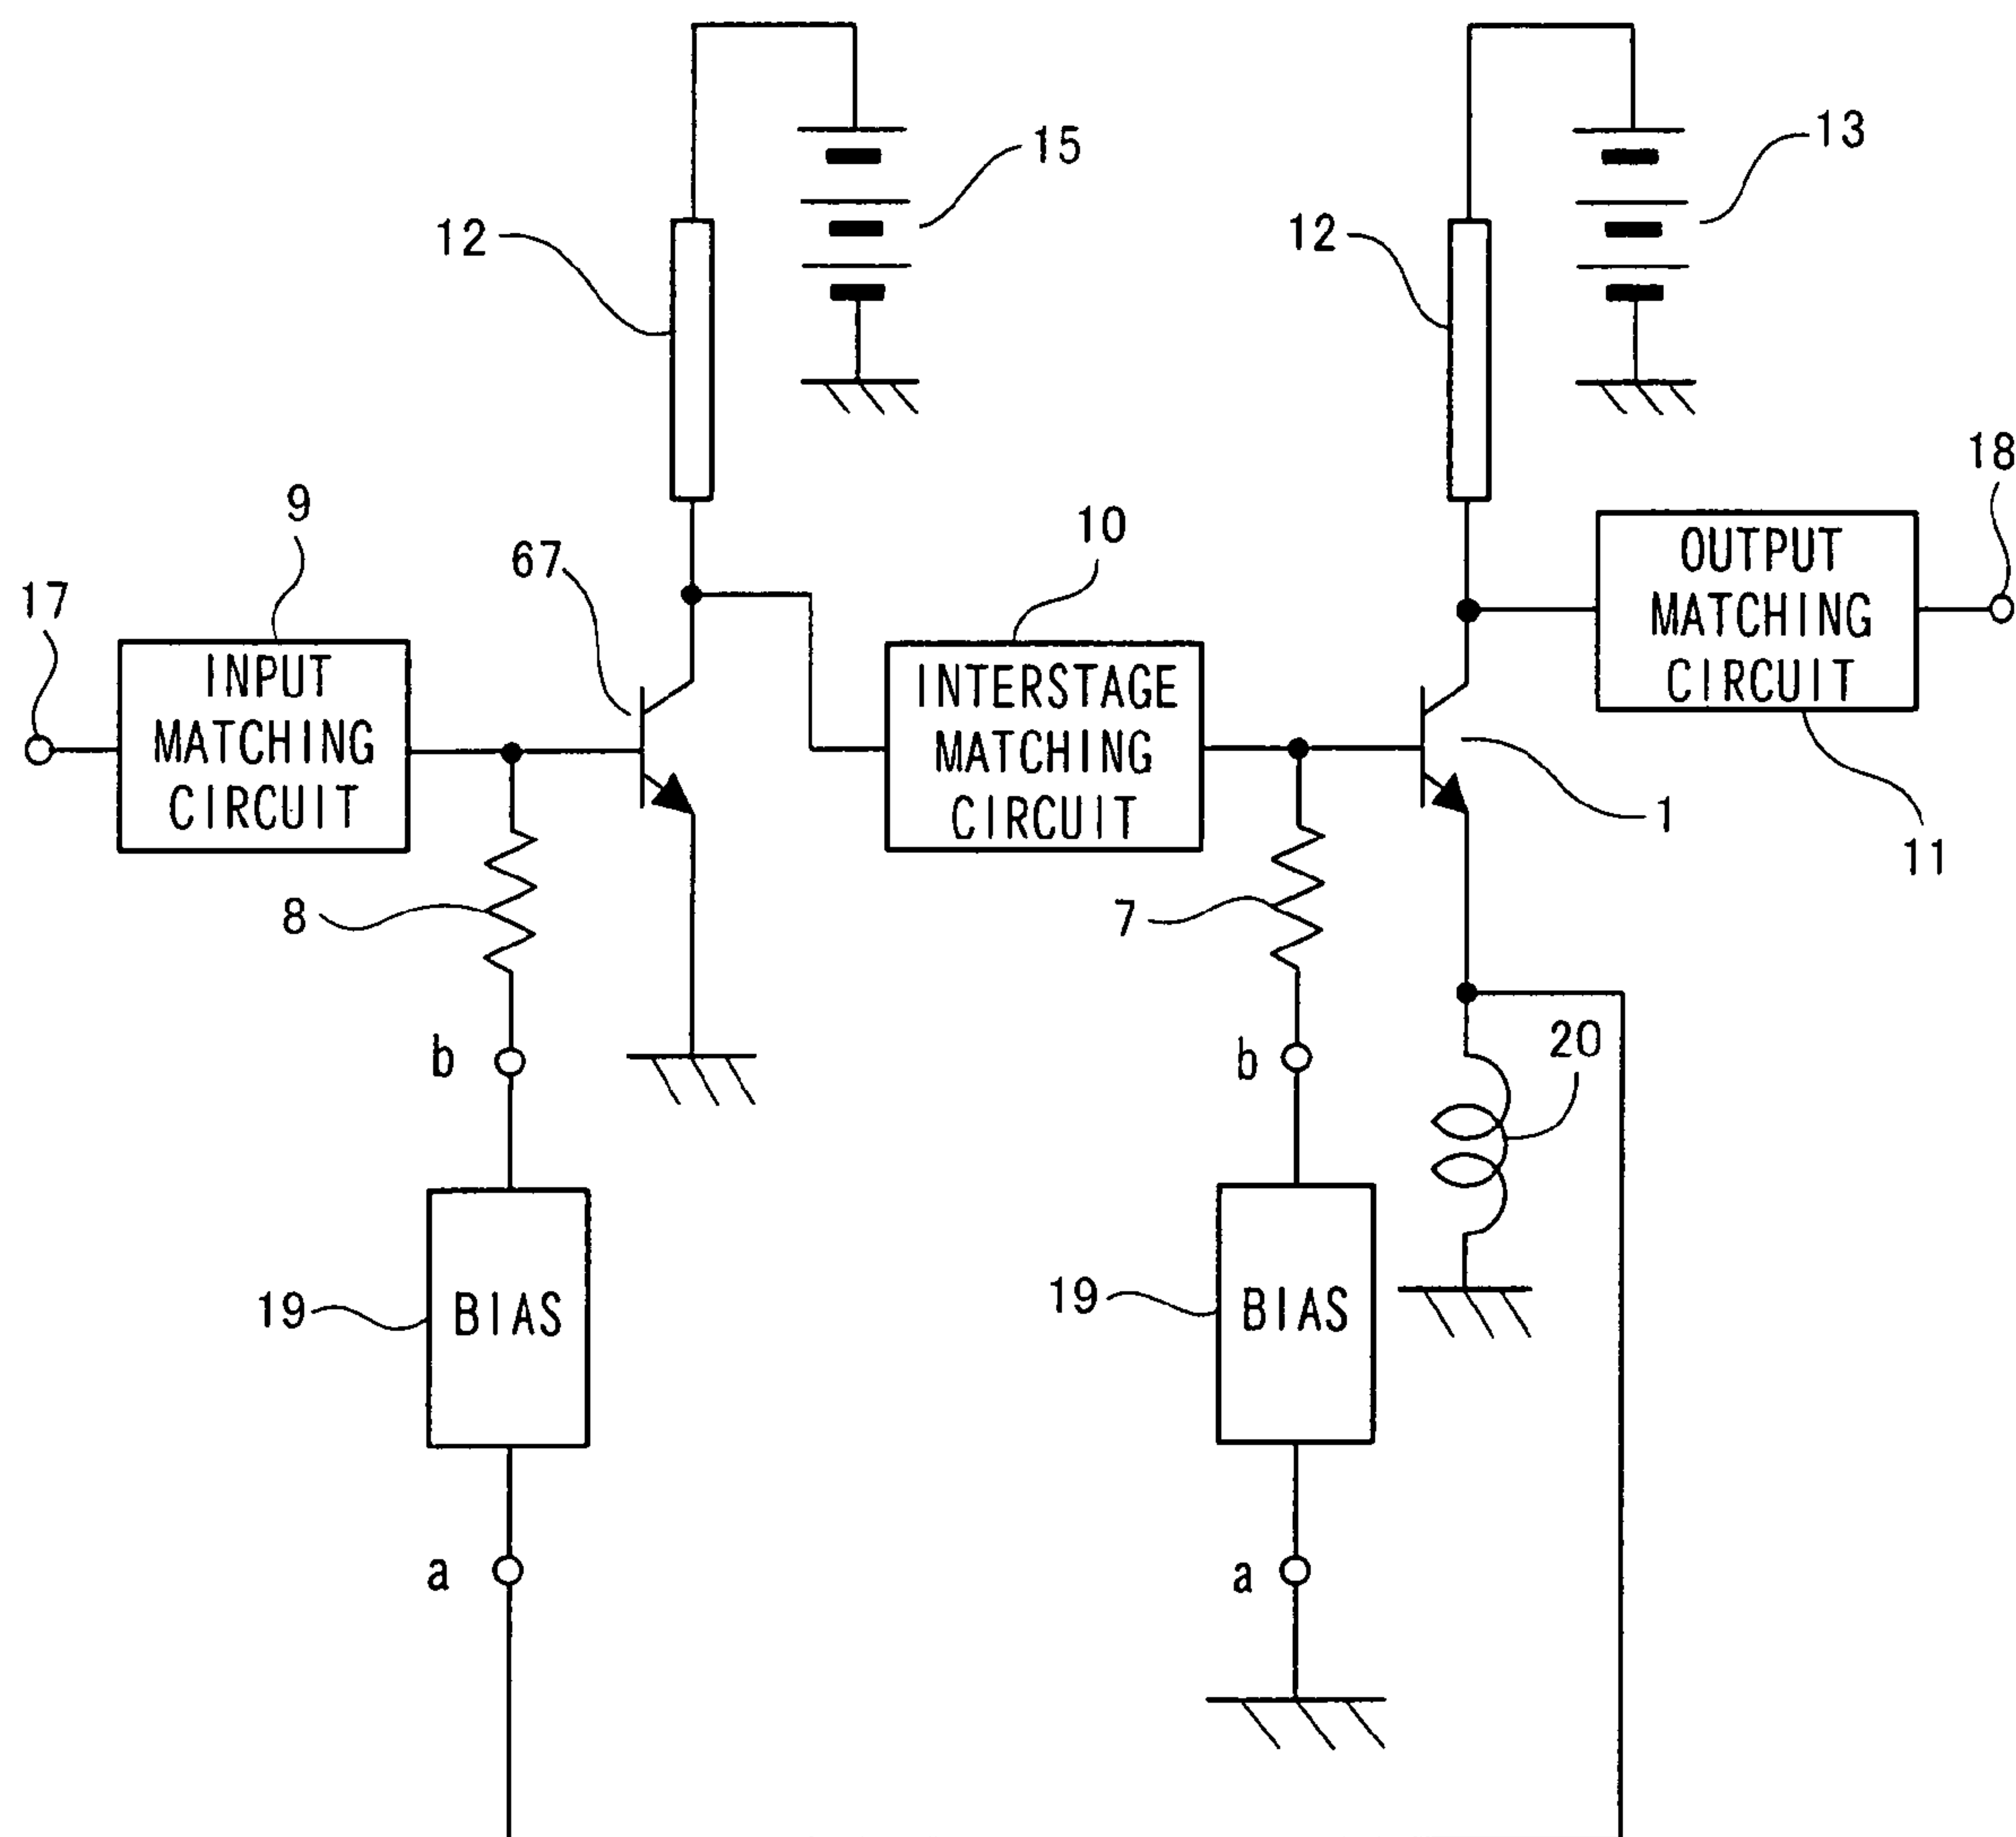 15
13
12
12
18
9
10
67
17
OUTPUT
MATCHING
CIRCUIT
INPUT
MATCHING
CIRCUIT
INTERSTAGE
MATCHING
CIRCUIT
1
11
8
7
20
b
b
19
BIAS
19
BIAS
a
a